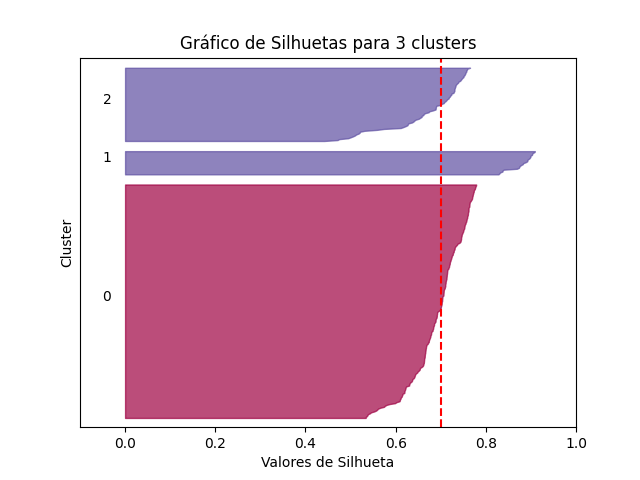 Gráfico de Silhuetas para 3 clusters
2
1
0
Cluster
0.0 0.2 0.4 0.6 0.8 1.0
Valores de Silhueta